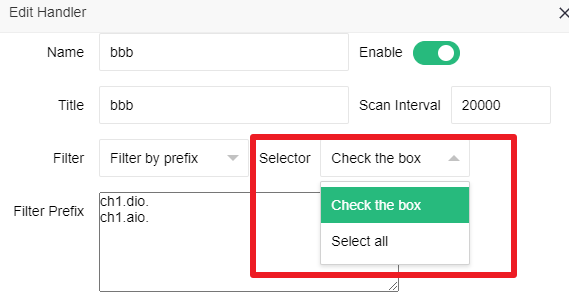 Edit Handler
Name bbb Enable
Title bbb Scan Interval 20000
Filter Filter by prefix Selector Check the box
Filter Prefix ch1.dio.
ch1.aio.
Check the box
Select all